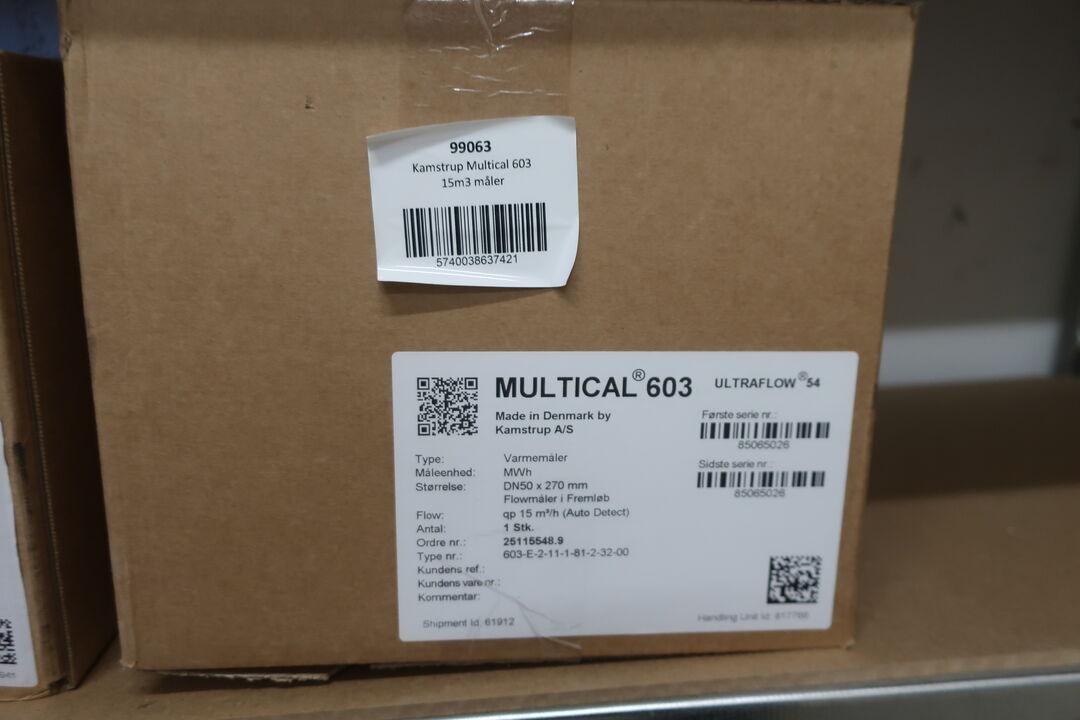 99063
Kamstrup Multical 603
15m3 måler
5740038637421
MULTICAL® 603 ULTRAFLOW®54
Made in Denmark by
Kamstrup A/S
Første serie nr.:
85065026
Sidste serie nr.:
85065026
Type: Varmemåler
Måleenhed: MWh
Størrelse: DN50 x 270 mm
Flowmåler i Fremløb
Flow: qp 15 m³/h (Auto Detect)
Antal: 1 Stk.
Ordre nr.: 25115548.9
Type nr.: 603-E-2-11-1-81-2-32-00
Kundens ref.:
Kundens vare nr.:
Kommentar:
Shipment Id: 61912
Handling Unit Id: